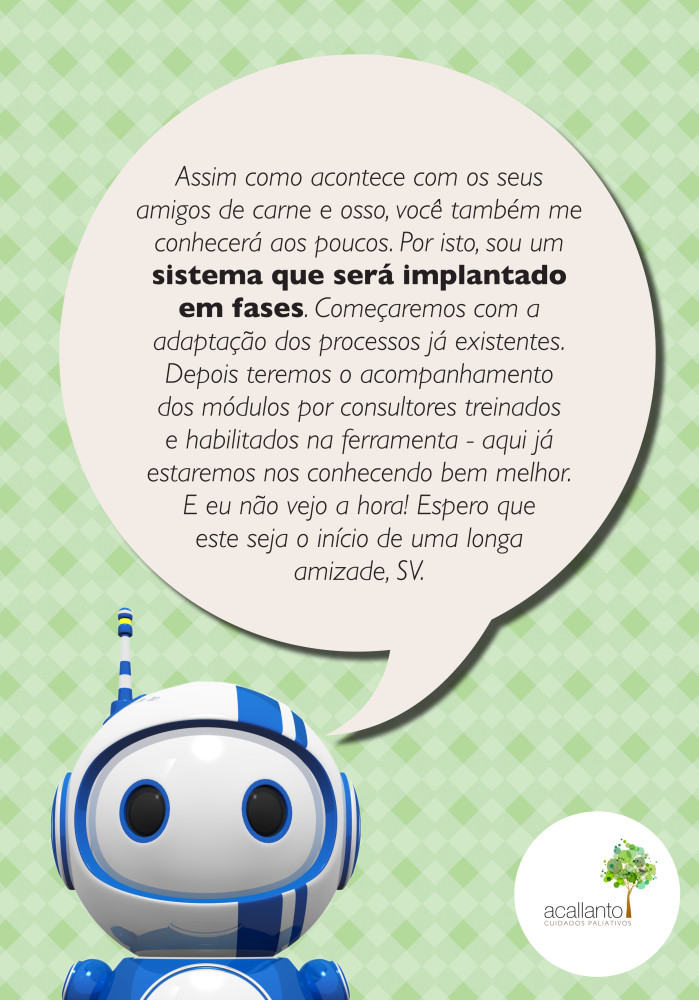 Assim como acontece com os seus
amigos de carne e osso, você também me
conhecerá aos poucos. Por isto, sou um
sistema que será implantado
em fases. Começaremos com a
adaptação dos processos já existentes.
Depois teremos o acompanhamento
dos módulos por consultores treinados
e habilitados na ferramenta - aqui já
estaremos nos conhecendo bem melhor.
E eu não vejo a hora! Espero que
este seja o início de uma longa
amizade, SV.
acallanto
CUIDADOS PALIATIVOS